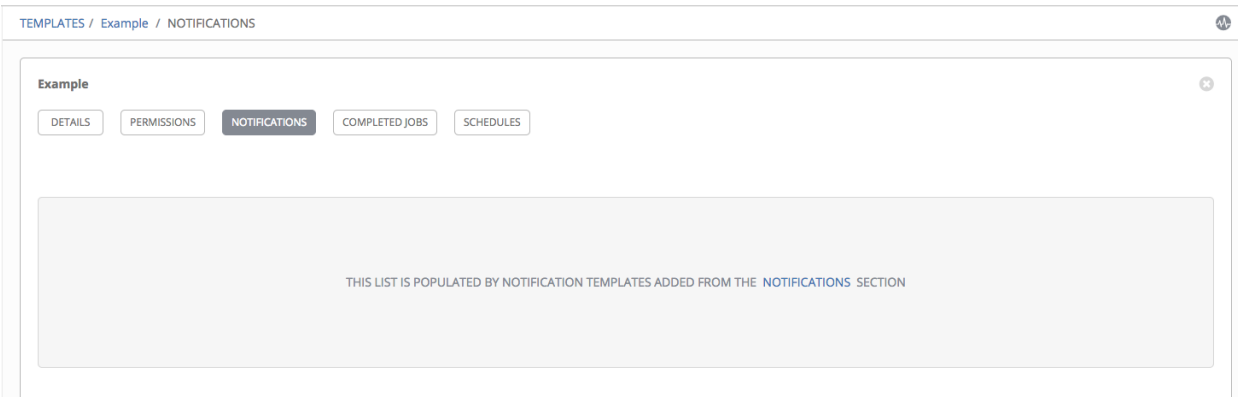 TEMPLATES / Example / NOTIFICATIONS
Example
DETAILS PERMISSIONS NOTIFICATIONS COMPLETED JOBS SCHEDULES
THIS LIST IS POPULATED BY NOTIFICATION TEMPLATES ADDED FROM THE NOTIFICATIONS SECTION